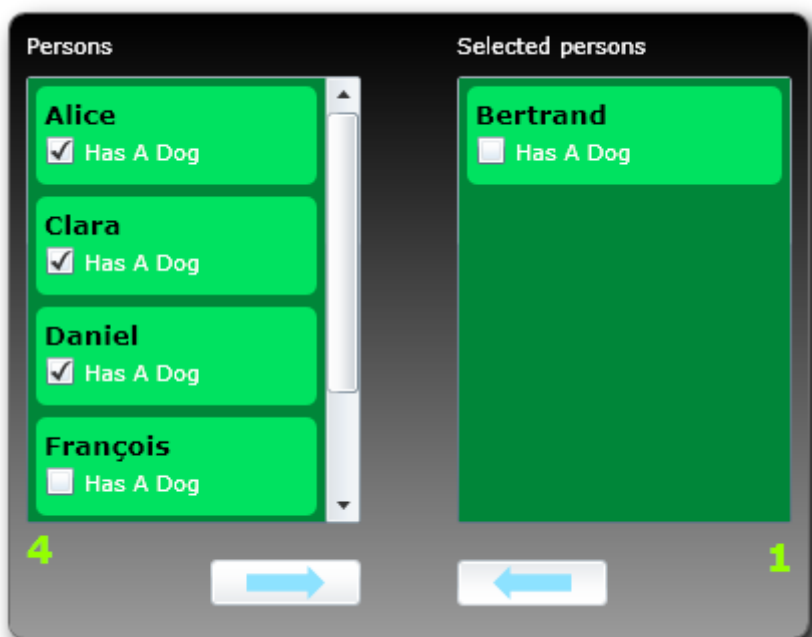 Persons
Alice
Has A Dog
Clara
Has A Dog
Daniel
Has A Dog
François
Has A Dog
4
Selected persons
Bertrand
Has A Dog
1